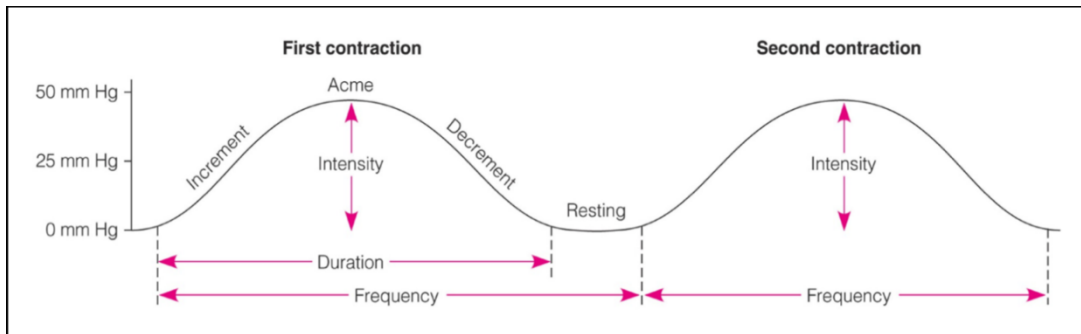 First contraction
Second contraction
50 mm Hg
Acme
25 mm Hg
Increment
Intensity
Decrement
Intensity
0 mm Hg
Resting
Duration
Frequency
Frequency